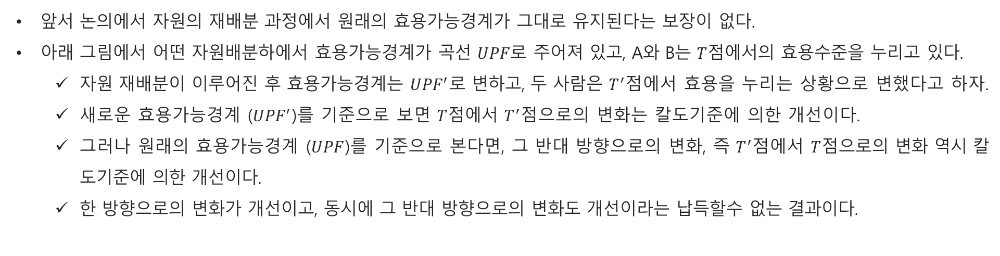 • 앞서 논의에서 자원의 재배분 과정에서 원래의 효용가능경계가 그대로 유지된다는 보장이 없다.
• 아래 그림에서 어떤 자원배분하에서 효용가능경계가 곡선 UPF로 주어져 있고, A와 B는 T점에서의 효용수준을 누리고 있다.
✓ 자원 재배분이 이루어진 후 효용가능경계는 UPF′로 변하고, 두 사람은 T′점에서 효용을 누리는 상황으로 변했다고 하자.
✓ 새로운 효용가능경계 (UPF′)를 기준으로 보면 T점에서 T′점으로의 변화는 칼도기준에 의한 개선이다.
✓ 그러나 원래의 효용가능경계 (UPF)를 기준으로 본다면, 그 반대 방향으로의 변화, 즉 T′점에서 T점으로의 변화 역시 칼
도기준에 의한 개선이다.
✓ 한 방향으로의 변화가 개선이고, 동시에 그 반대 방향으로의 변화도 개선이라는 납득할수 없는 결과이다.